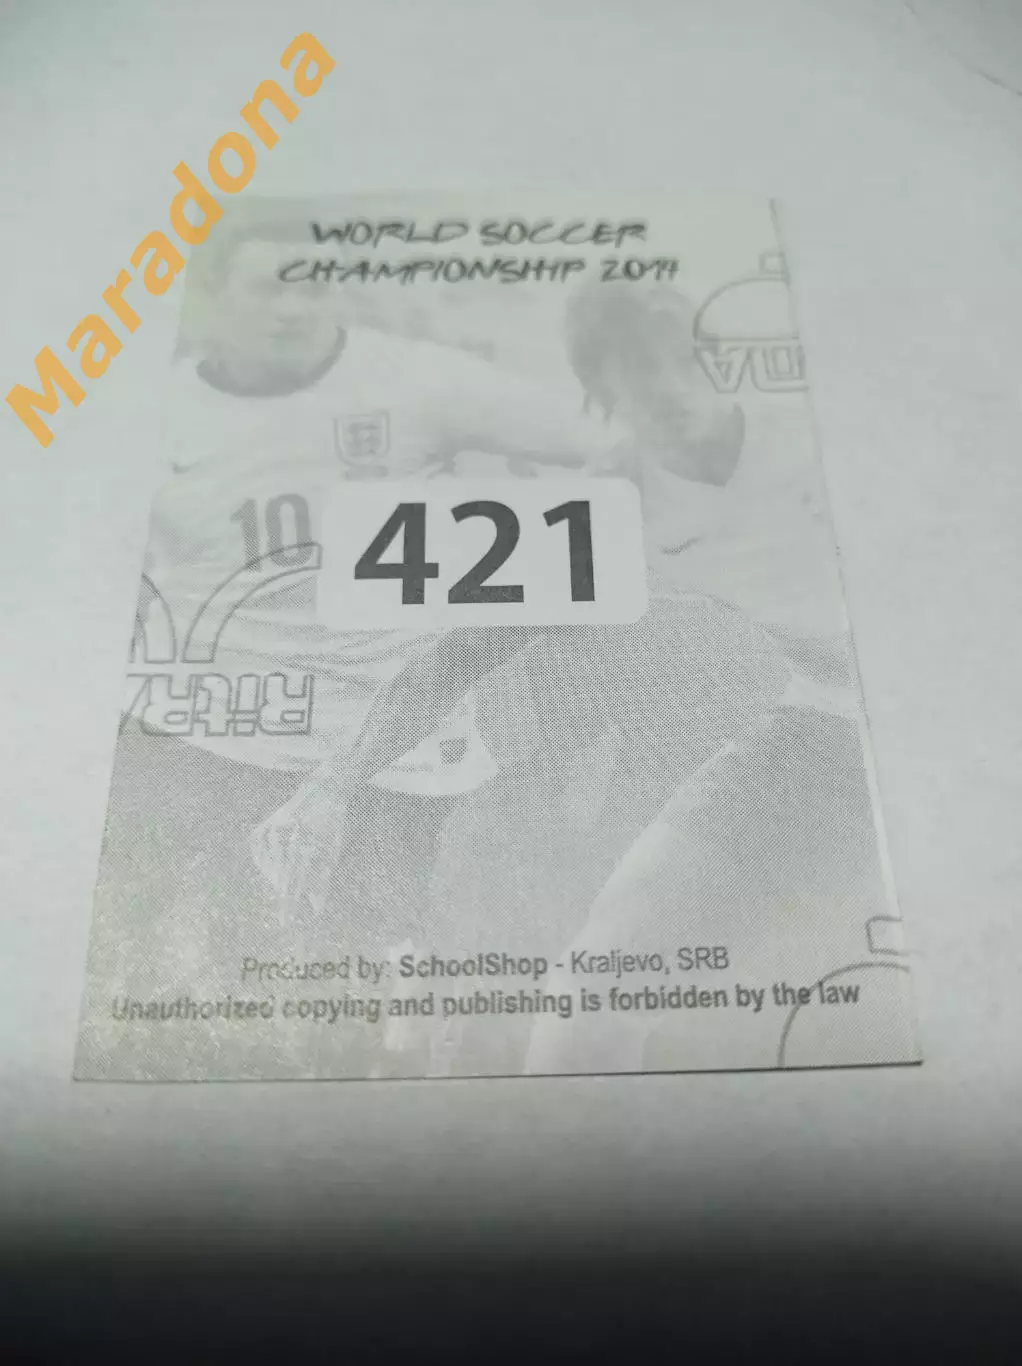 Maradona
WORLD SOCCER
CHAMPIONSHIP 2014
10
421
Produced by: SchoolShop - Kraljevo, SRB
Unauthorized copying and publishing is forbidden by the law